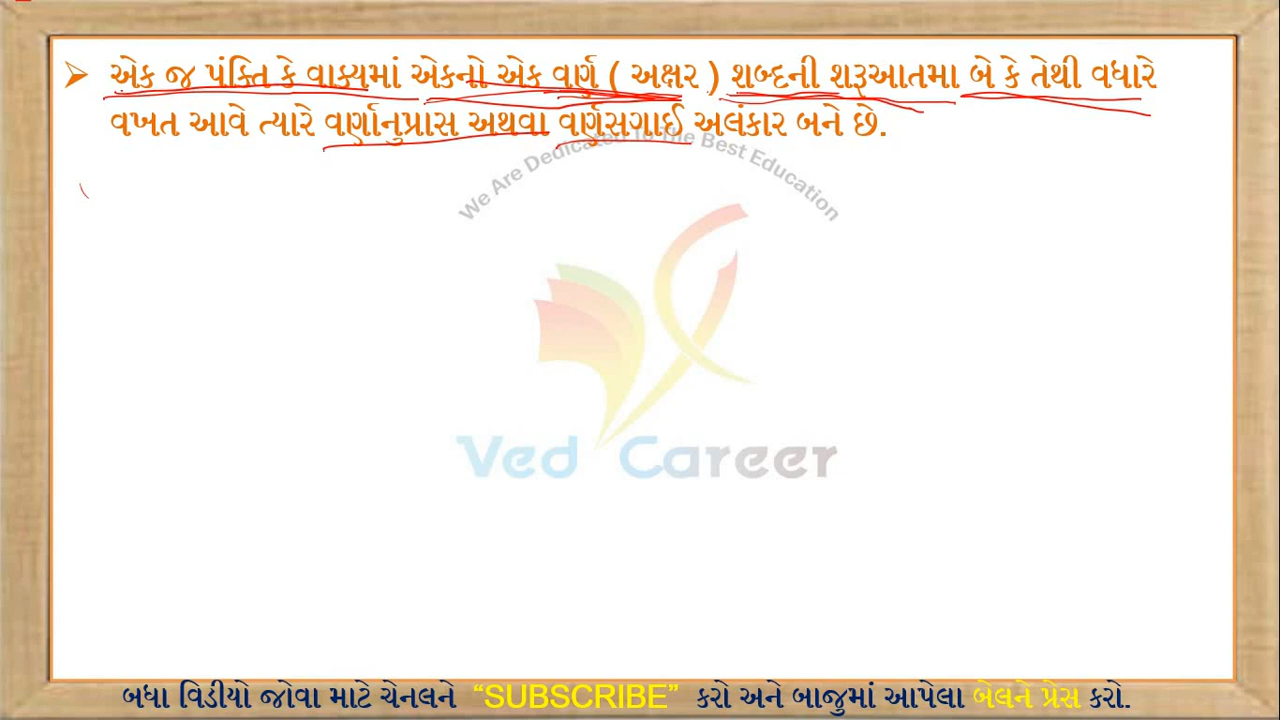 ➢ એક જ પંક્તિ કે વાક્યમાં એકનો એક વાર્ણ ( અક્ષર ) શબ્દની શરૂઆતમા બે કે તેથી વધારે
વખત આવે ત્યારે વર્ણાનુપ્રાસ અથવા વર્ણસગાઈ અલંકાર બને છે.
We Are Dedicated To The Best Education
Ved Career
બધા વિડીયો જોવા માટે ચેનલને “SUBSCRIBE” કરો અને બાજુમાં આપેલા બેલને પ્રેસ કરો.